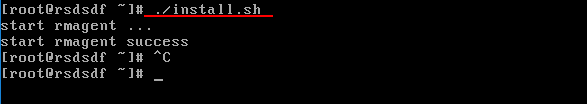 [root@rsdsdf ~]# ./install.sh
start rmagent ...
start rmagent success
[root@rsdsdf ~]# ^C
[root@rsdsdf ~]# _